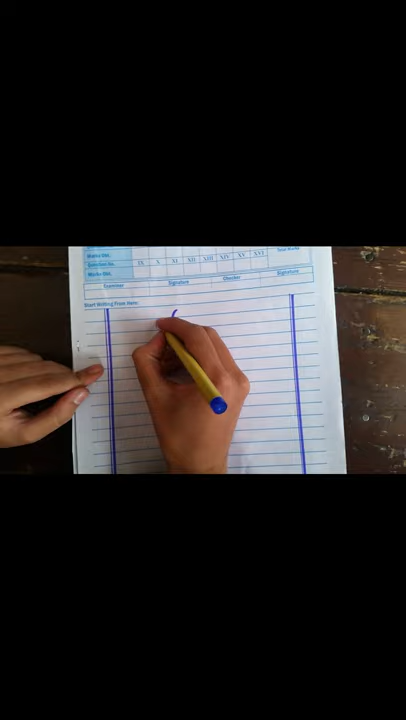 Marks Obt.
Question No. IX X XI XII XIII XIV XV XVI Total Marks
Marks Obt.
Examiner Signature Checker Signature
Start Writing From Here: